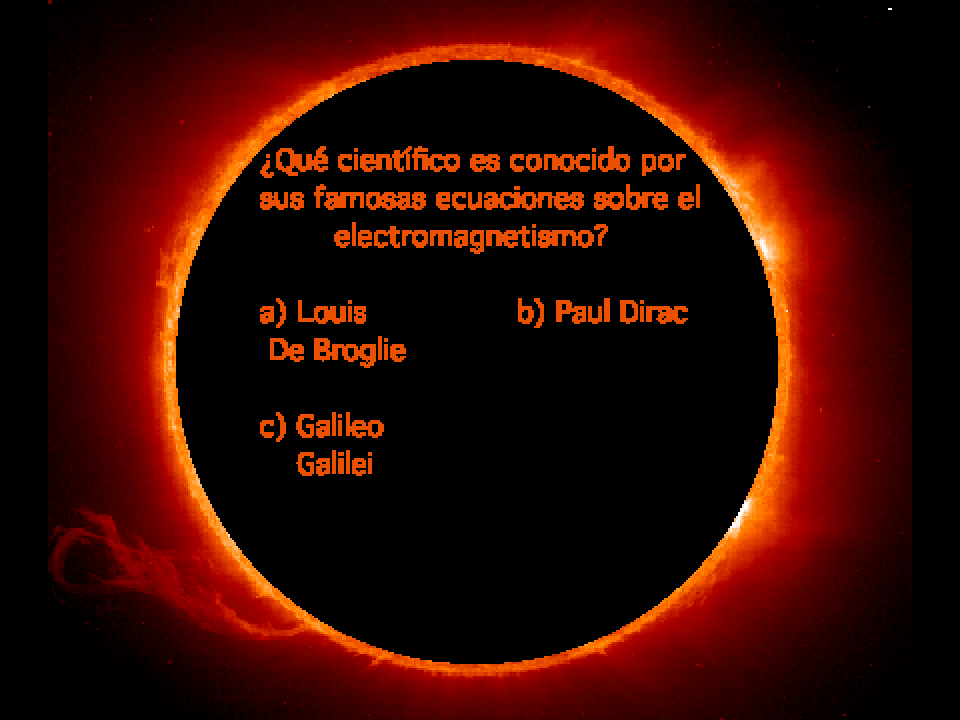 ¿Qué científico es conocido por
sus famosas ecuaciones sobre el
electromagnetismo?
a) Louis
De Broglie
b) Paul Dirac
c) Galileo
Galilei